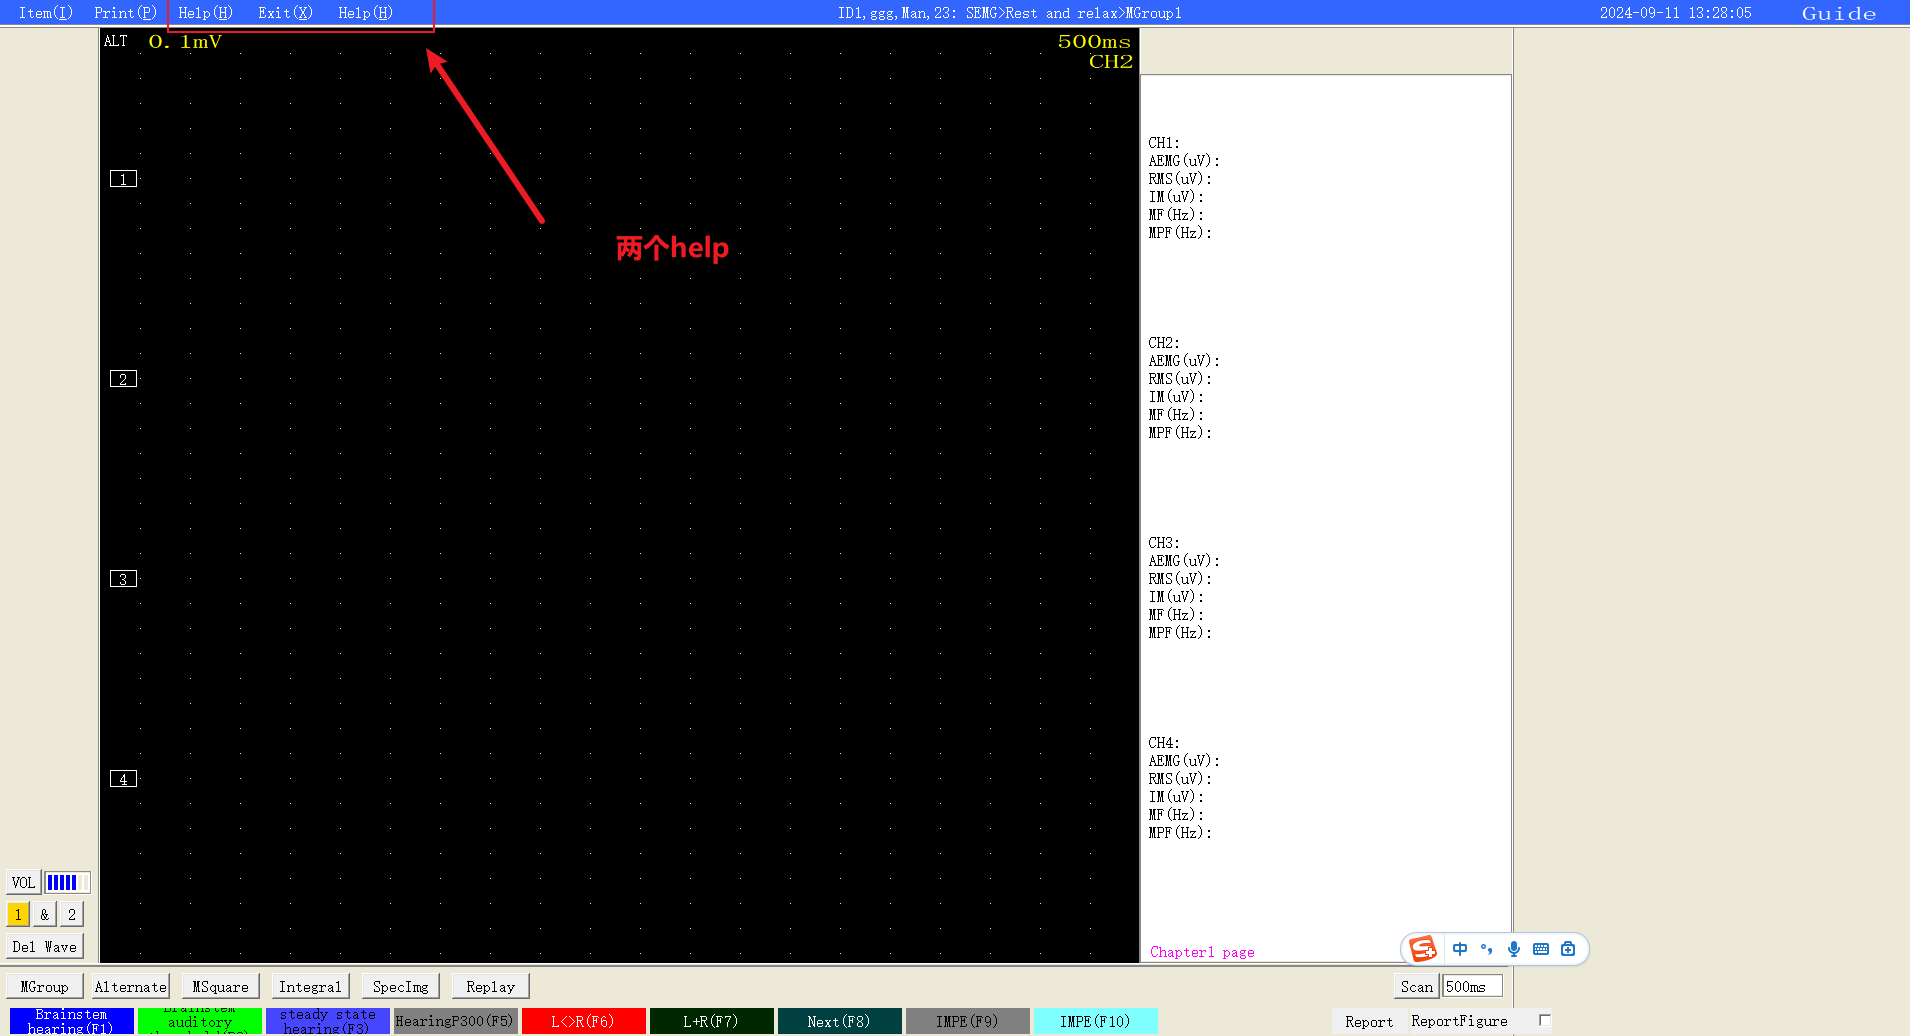 Item(I) Print(P) Help(H) Exit(X) Help(H) ID1,ggg,Man,23: SEMG>Rest and relax>MGroup1 2024-09-11 13:28:05 Guide
ALT 0.1mV 500ms
CH2
CH1:
AEMG(uV):
1 RMS(uV):
IM(uV):
MF(Hz):
MPF(Hz):
两个help
CH2:
AEMG(uV):
2 RMS(uV):
IM(uV):
MF(Hz):
MPF(Hz):
CH3:
AEMG(uV):
3 RMS(uV):
IM(uV):
MF(Hz):
MPF(Hz):
CH4:
AEMG(uV):
4 RMS(uV):
IM(uV):
MF(Hz):
MPF(Hz):
VOL
1 & 2
Del Wave
Chapter1 page
中
MGroup Alternate MSquare Integral SpecImg Replay Scan 500ms
Brainstem
hearing(F1)
Brainstem
auditory
steady state
hearing(F3)
HearingP300(F5) L<>R(F6) L+R(F7) Next(F8) IMPE(F9) IMPE(F10) Report ReportFigure